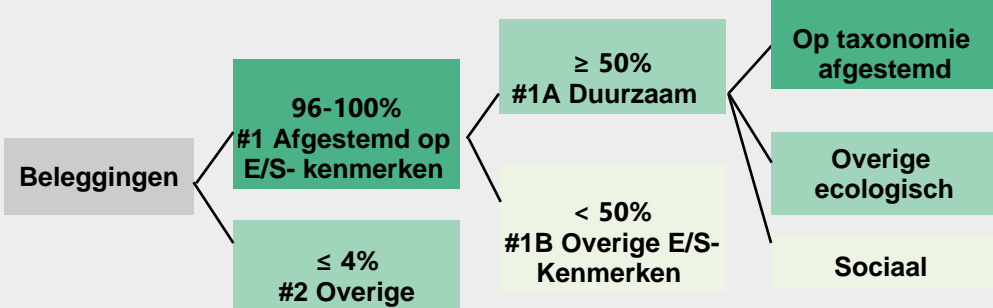 Beleggingen
96-100%
#1 Afgestemd op
E/S- kenmerken
≤ 4%
#2 Overige
≥ 50%
#1A Duurzaam
< 50%
#1B Overige E/S-
Kenmerken
Op taxonomie
afgestemd
Overige
ecologisch
Sociaal